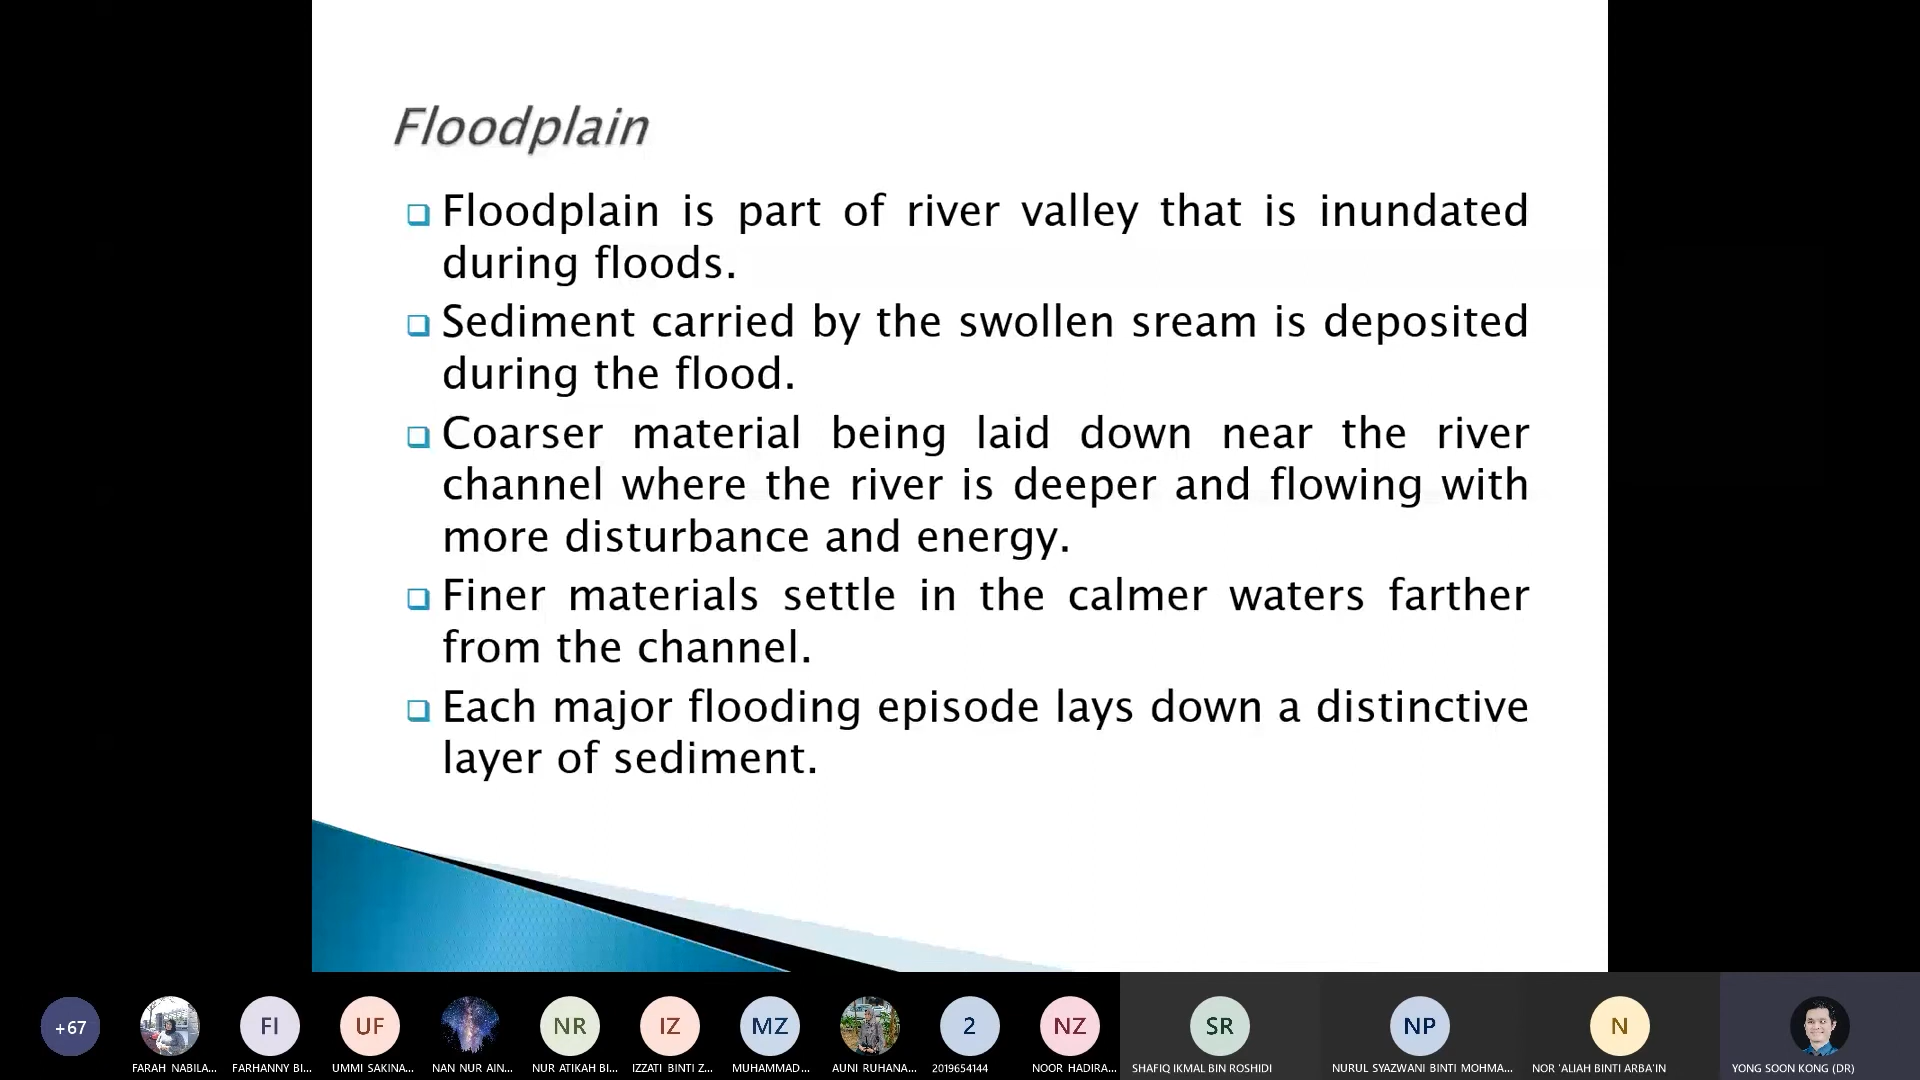 Floodplain
Floodplain is part of river valley that is inundated
during floods.
Sediment carried by the swollen sream is deposited
during the flood.
Coarser material being laid down near the river
channel where the river is deeper and flowing with
more disturbance and energy.
Finer materials settle in the calmer waters farther
from the channel.
Each major flooding episode lays down a distinctive
layer of sediment.
+67 FI UF NR IZ MZ 2 NZ SR NP N
FARAH NABILA... FARHANNY BI... UMMI SAKINA... NAN NUR AIN... NUR ATIKAH BI... IZZATI BINTI Z... MUHAMMAD... AUNI RUHANA... 2019654144 NOOR HADIRA... SHAFIQ IKMAL BIN ROSHIDI NURUL SYAZWANI BINTI MOHMA... NOR 'ALIAH BINTI ARBA'IN YONG SOON KONG (DR)